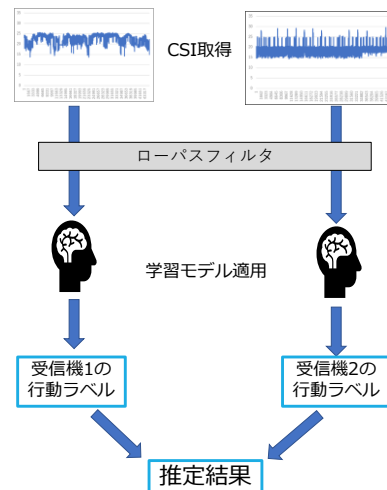 CSI取得
ローパスフィルタ
学習モデル適用
受信機1の
行動ラベル
受信機2の
行動ラベル
推定結果